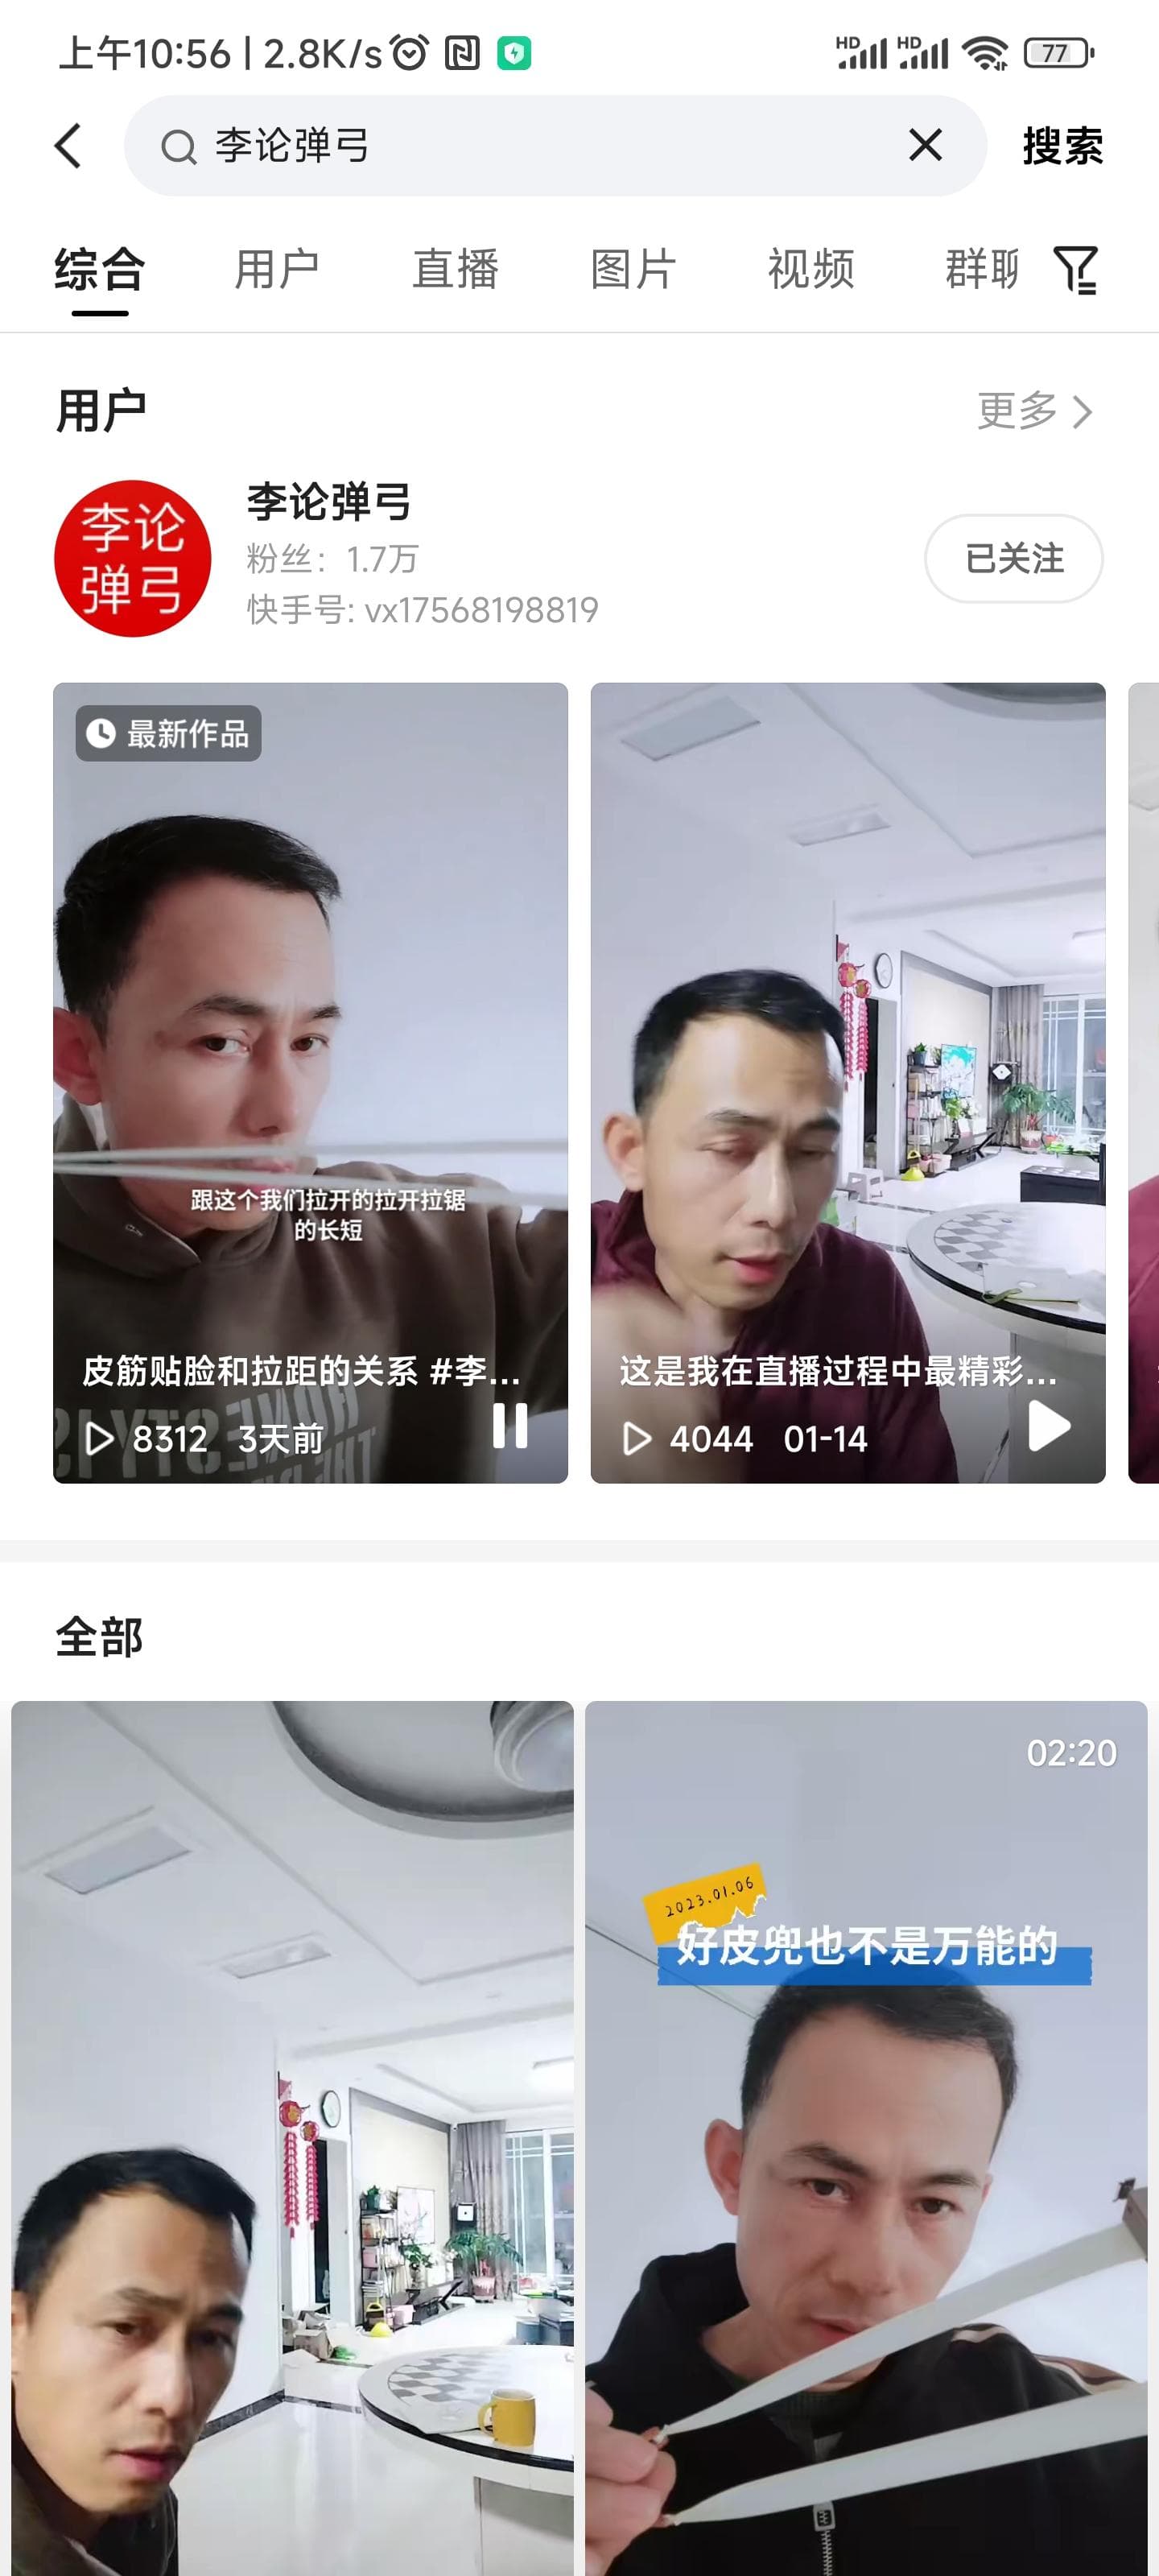 上午10:56 | 2.8K/s
HD HD 77
李论弹弓
搜索
综合 用户 直播 图片 视频 群聊
用户
更多
李论
弹弓
李论弹弓
粉丝：1.7万
快手号: vx17568198819
已关注
最新作品
跟这个我们拉开的拉开拉锯
的长短
皮筋贴脸和拉距的关系 #李...
8312 3天前
这是我在直播过程中最精彩...
4044 01-14
全部
02:20
2023.01.06
好皮兜也不是万能的